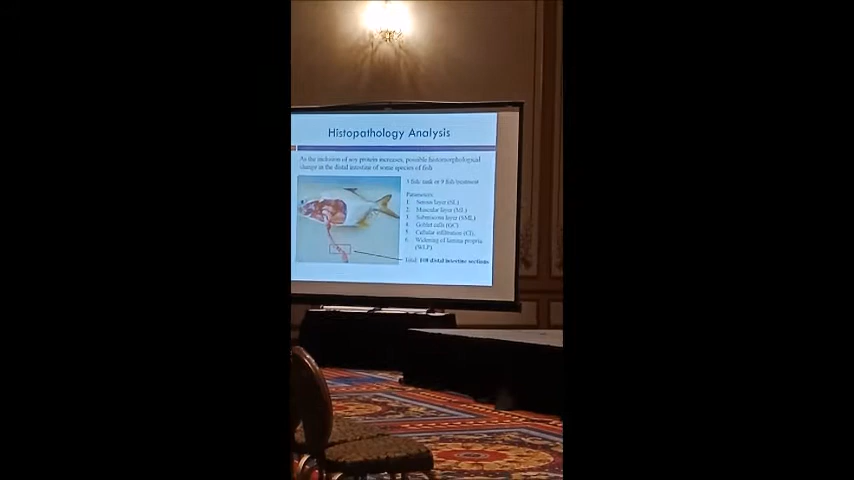 Histopathology Analysis
As the inclusion of soy protein increases, possible histomorphological
change in the distal intestine of some species of fish
3 fish/ tank or 9 fish/treatment
Parameters:
1. Serous layer (SL)
2. Muscular layer (ML)
3. Submucosa layer (SML)
4. Goblet cells (GC)
5. Cellular infiltration (CI),
6. Widening of lamina propria
(WLP)
Total: 108 distal intestine sections